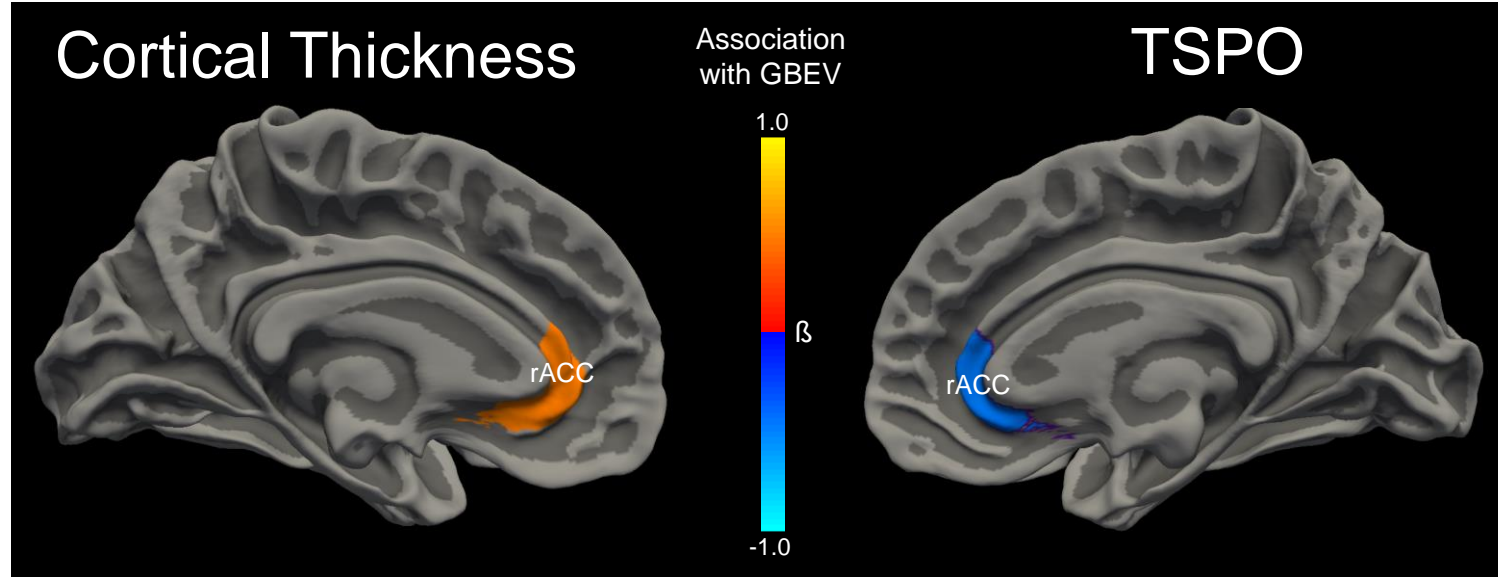 Cortical Thickness
Association
with GBEV
TSPO
1.0
ß
rACC
rACC
-1.0